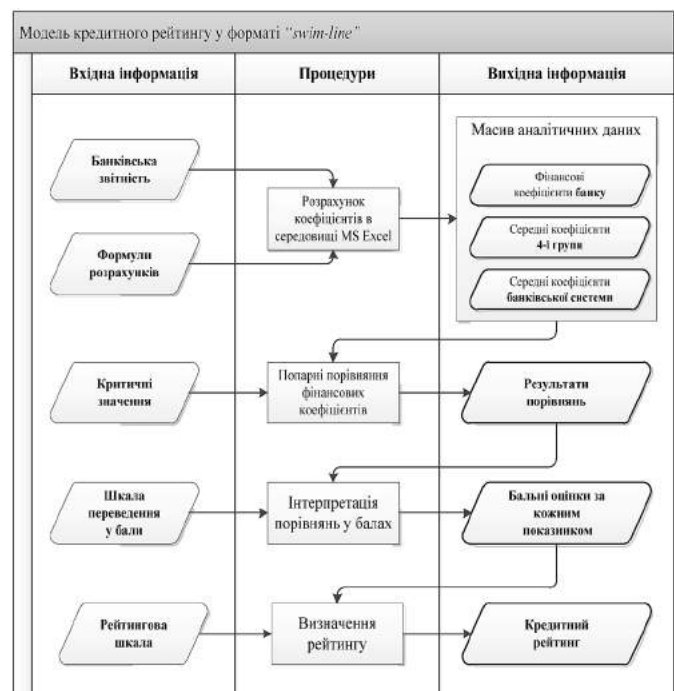 Модель кредитного рейтингу у форматі “swim-line”
Вхідна інформація
Процедури
Вихідна інформація
Банківська
звітність
Формули
розрахунків
Розрахунок
коефіцієнтів в
середовищі MS Excel
Масив аналітичних даних
Фінансові
коефіцієнти банку
Середні коефіцієнти
4-ї групи
Середні коефіцієнти
банківської системи
Критичні
значення
Попарні порівняння
фінансових
коефіцієнтів
Результати
порівнянь
Шкала
переведення
у бали
Інтерпретація
порівнянь у балах
Бальні оцінки за
кожним
показником
Рейтингова
шкала
Визначення
рейтингу
Кредитний
рейтинг